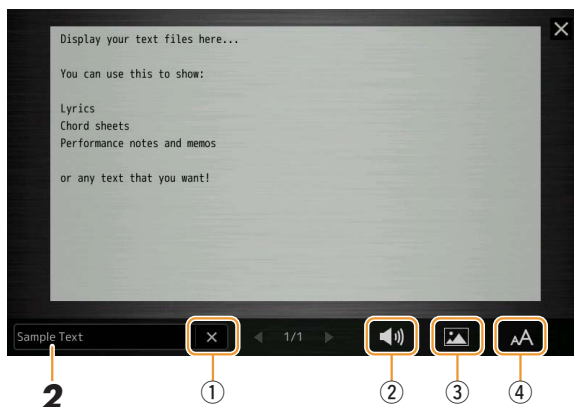 Display your text files here...
You can use this to show:
Lyrics
Chord sheets
Performance notes and memos
or any text that you want!
Sample Text
1/1
AA
2
①
②
③
④